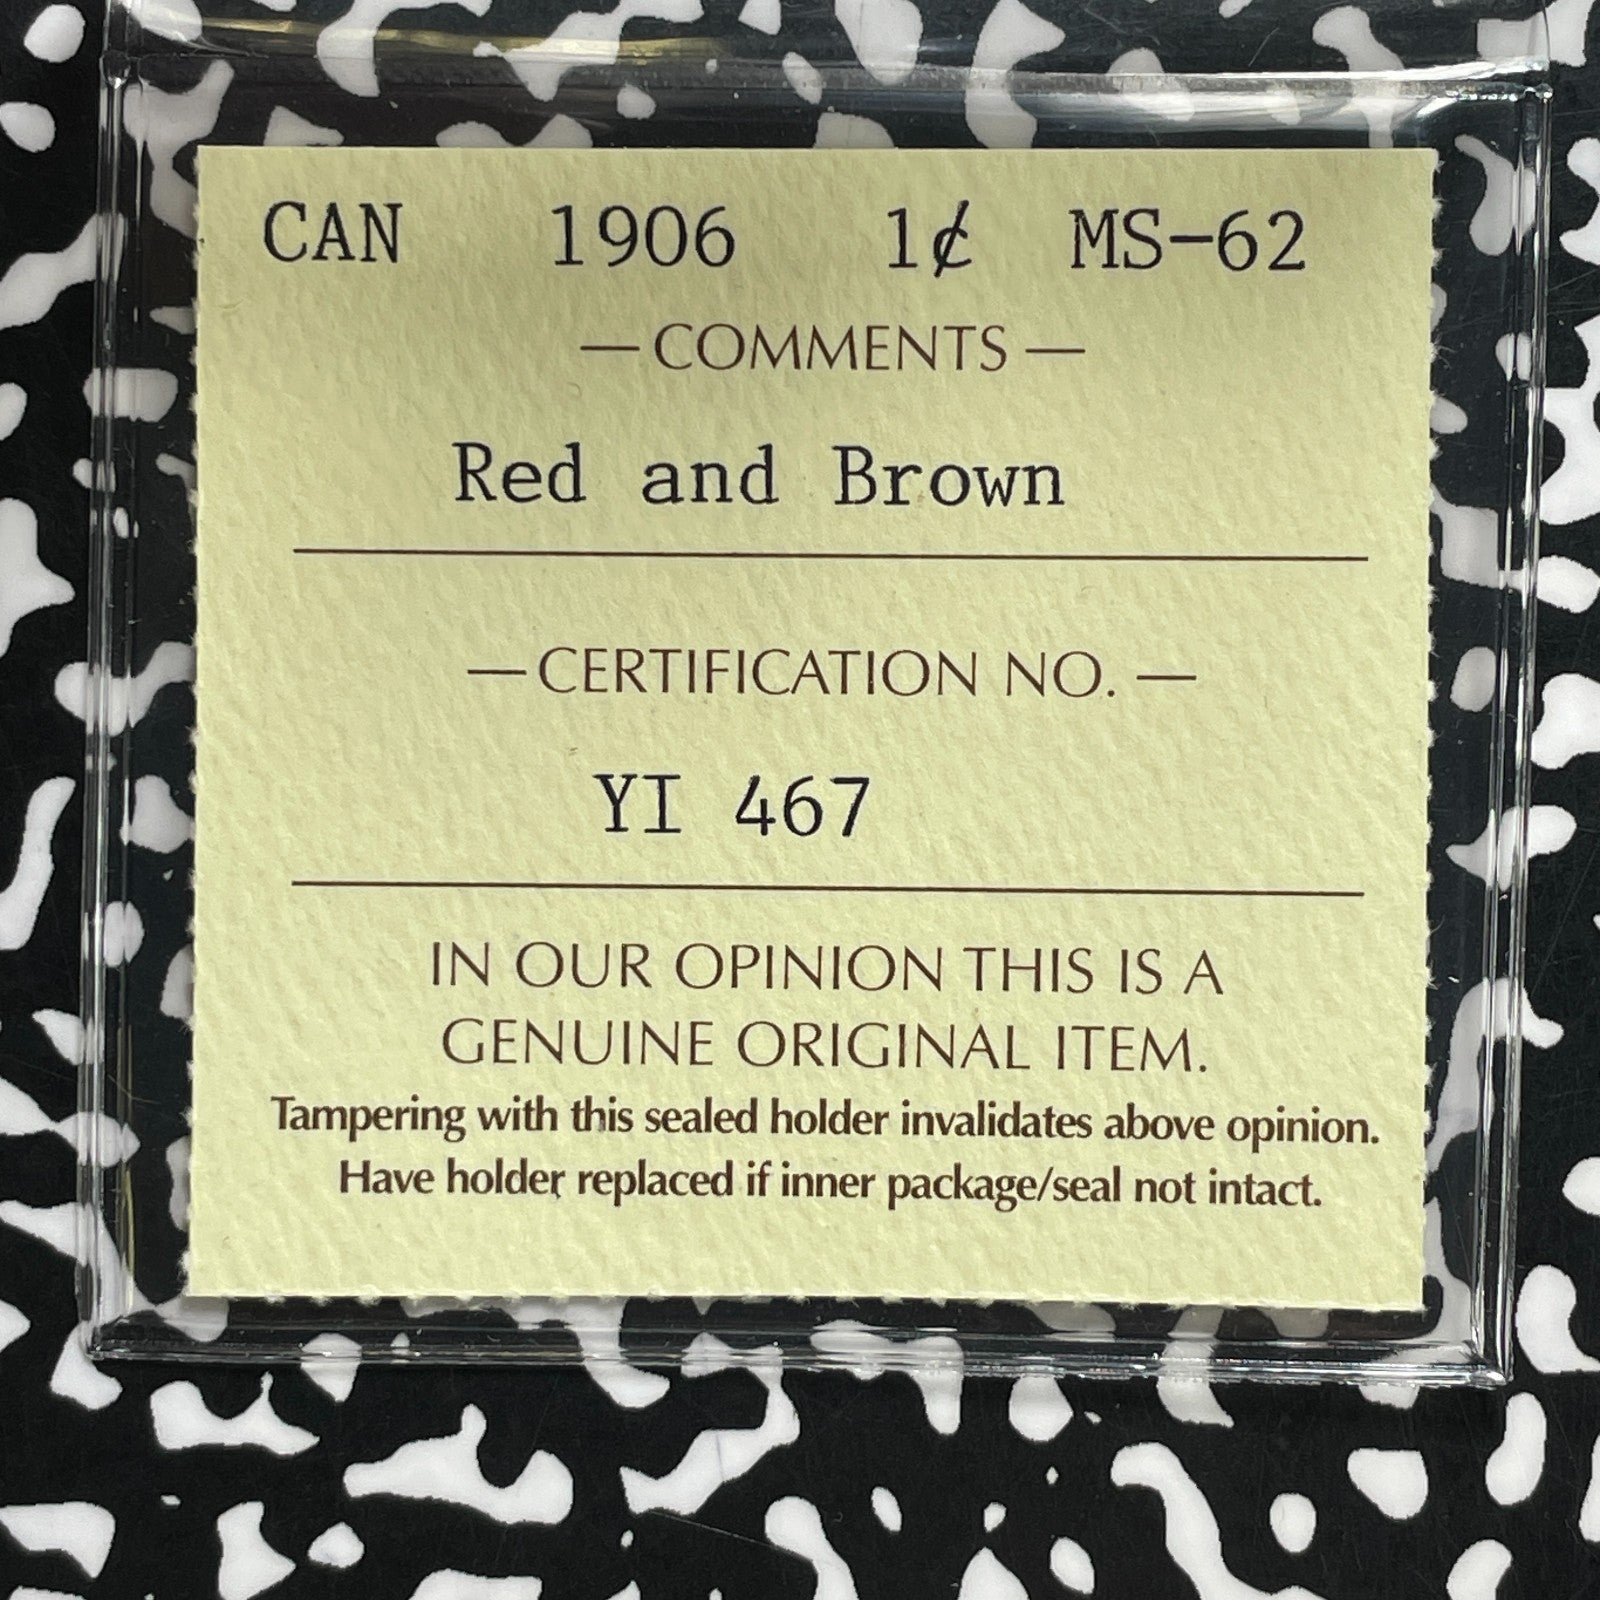 CAN 1906 1¢ MS-62
— COMMENTS —
Red and Brown
— CERTIFICATION NO. —
YI 467
IN OUR OPINION THIS IS A
GENUINE ORIGINAL ITEM.
Tampering with this sealed holder invalidates above opinion.
Have holder replaced if inner package/seal not intact.